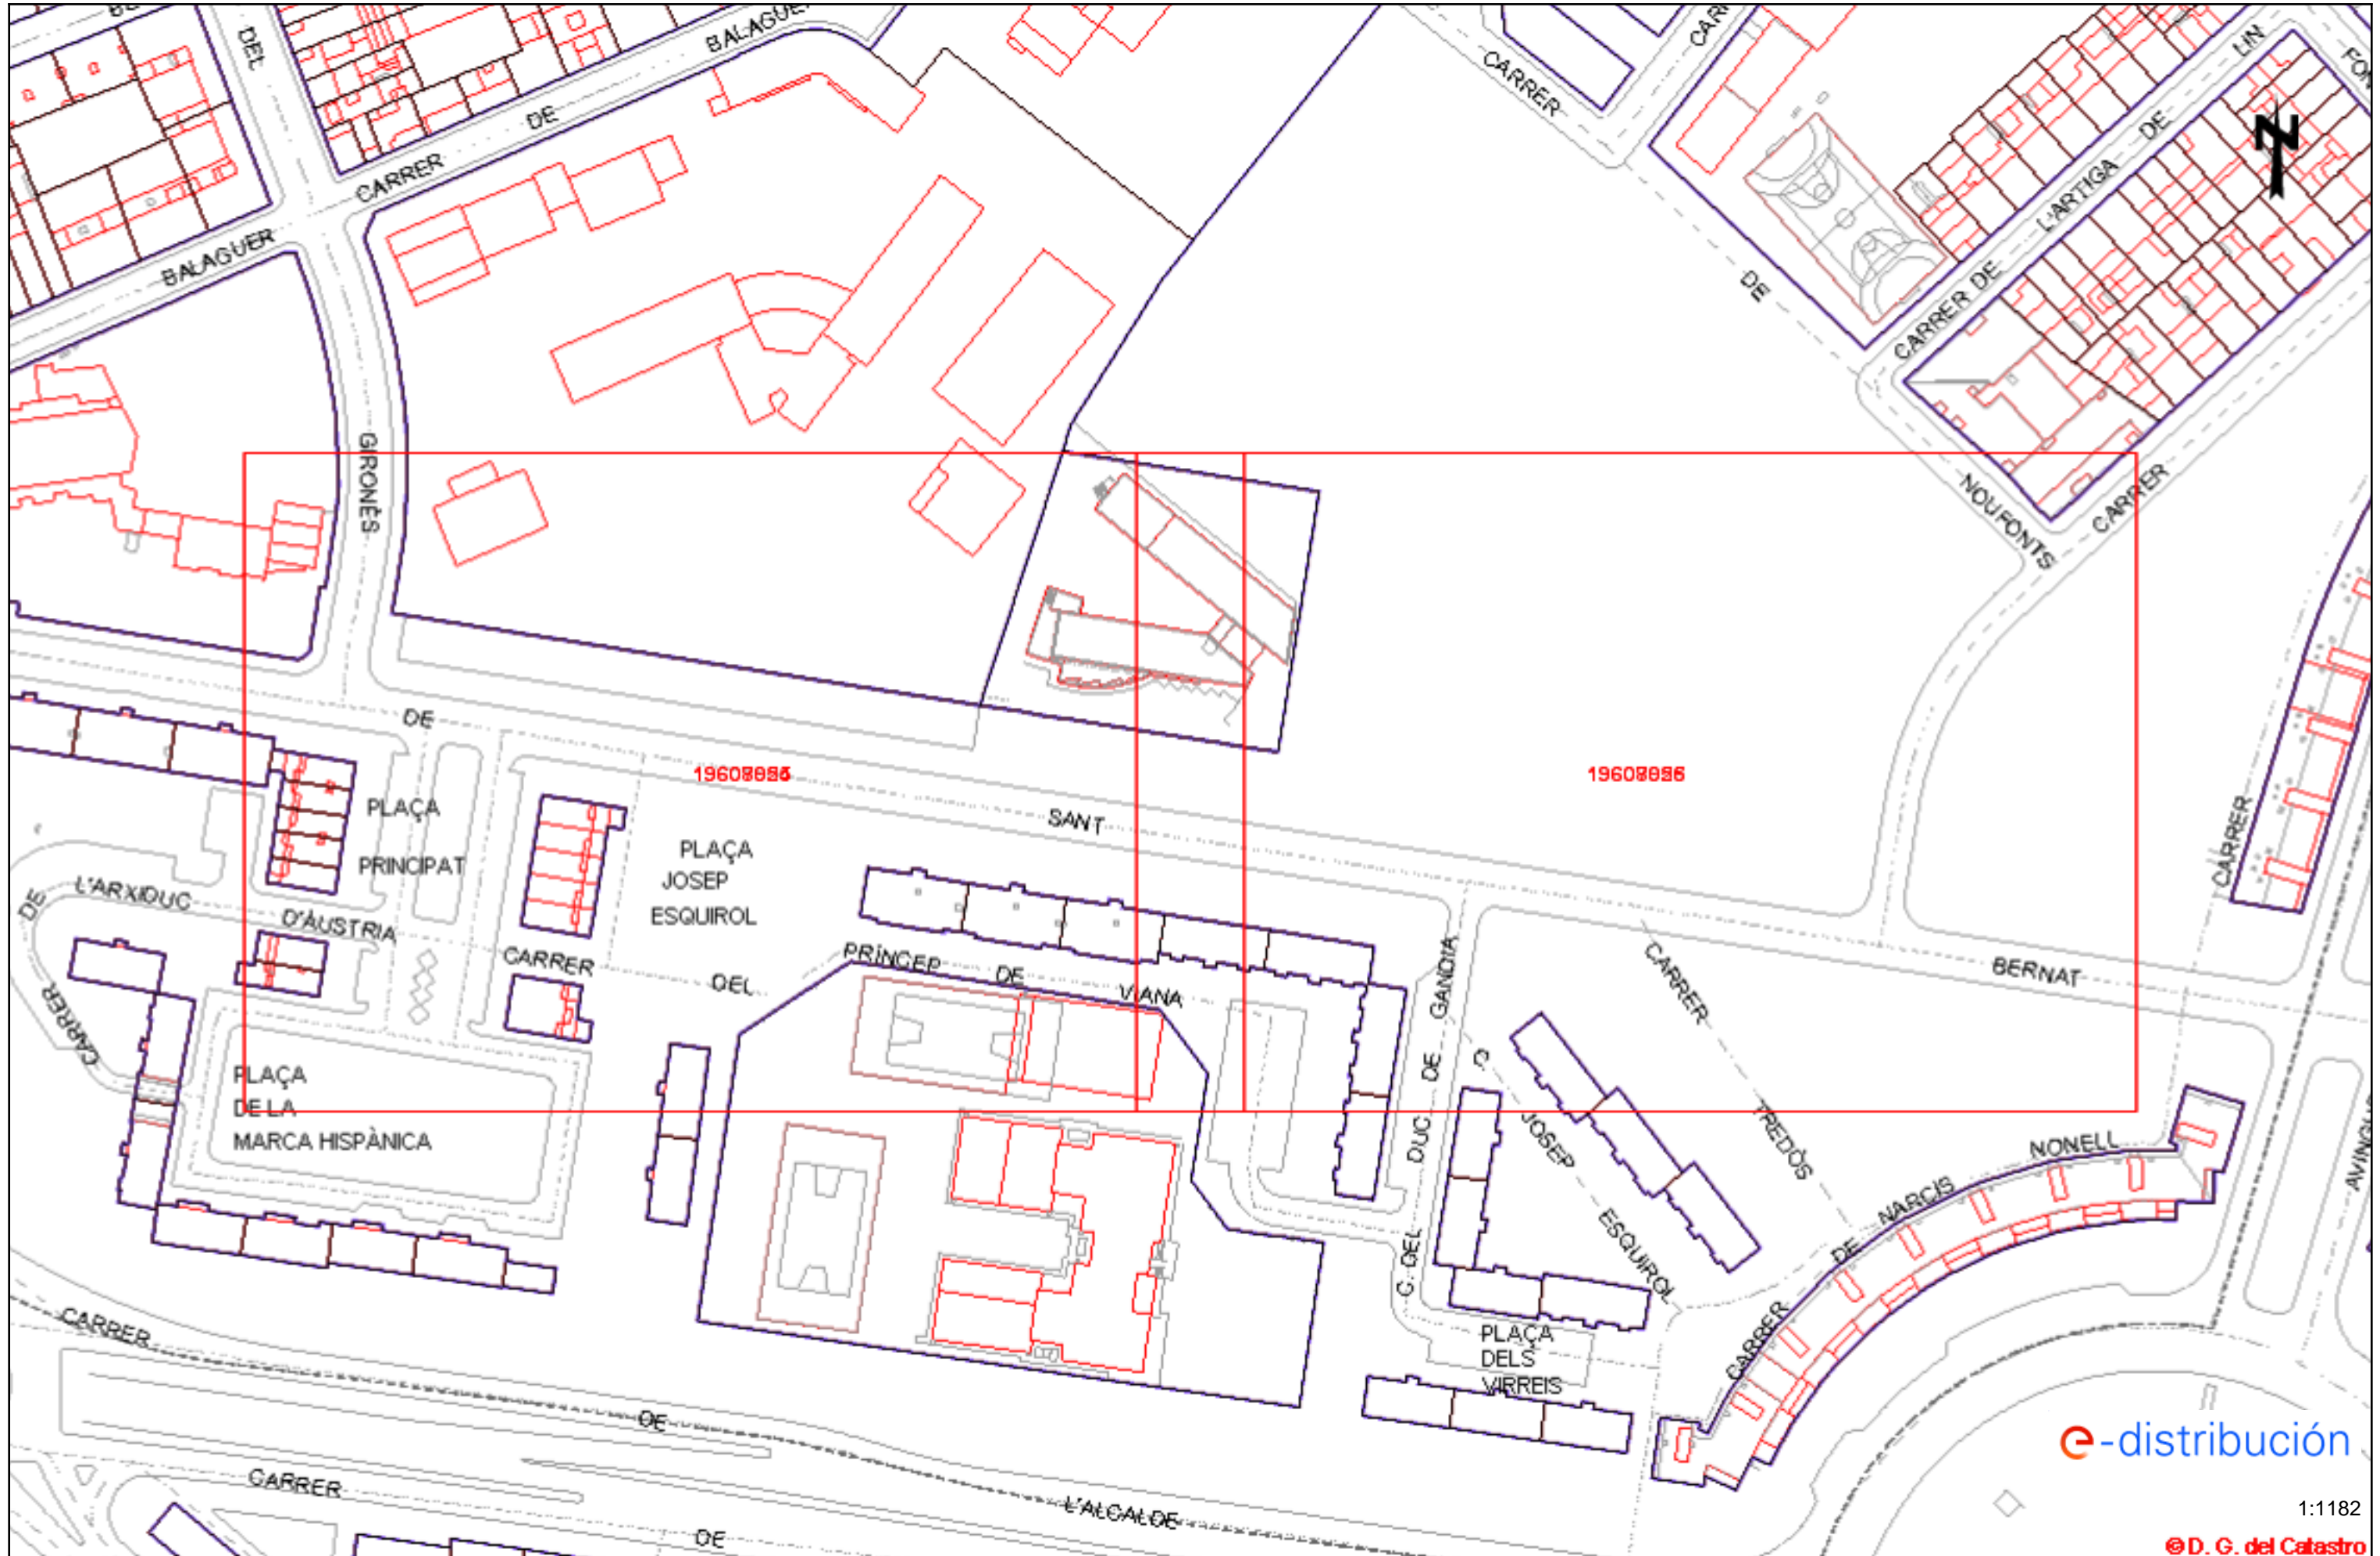 DEL
BALAGUER
DE
CARRER
BALAGUER
GIRONÈS
CARRER
DE
NOUFONTS
LIN
DE
L'ARTIGA
CARRER DE
CARRER
N
DE
SANT
BERNAT
PLAÇA
PRINCIPAT
PLAÇA
JOSEP
ESQUIROL
DE
L'ARXIDUC
D'ÀUSTRIA
CARRER
CARRER
DEL
PRÍNCEP
DE
VIANA
PLAÇA
DE LA
MARCA HISPÀNICA
GANDIA
DE
DUC
C. DEL
C.
JOSEP
ESQUIROL
CARRER
TREDÒS
CARRER
CARRER
DE
NARCÍS
NONELL
PLAÇA
DELS
VIRREIS
CARRER
DE
L'ALCALDE
CARRER
DE
e-distribución
1:1182
© D. G. del Catastro